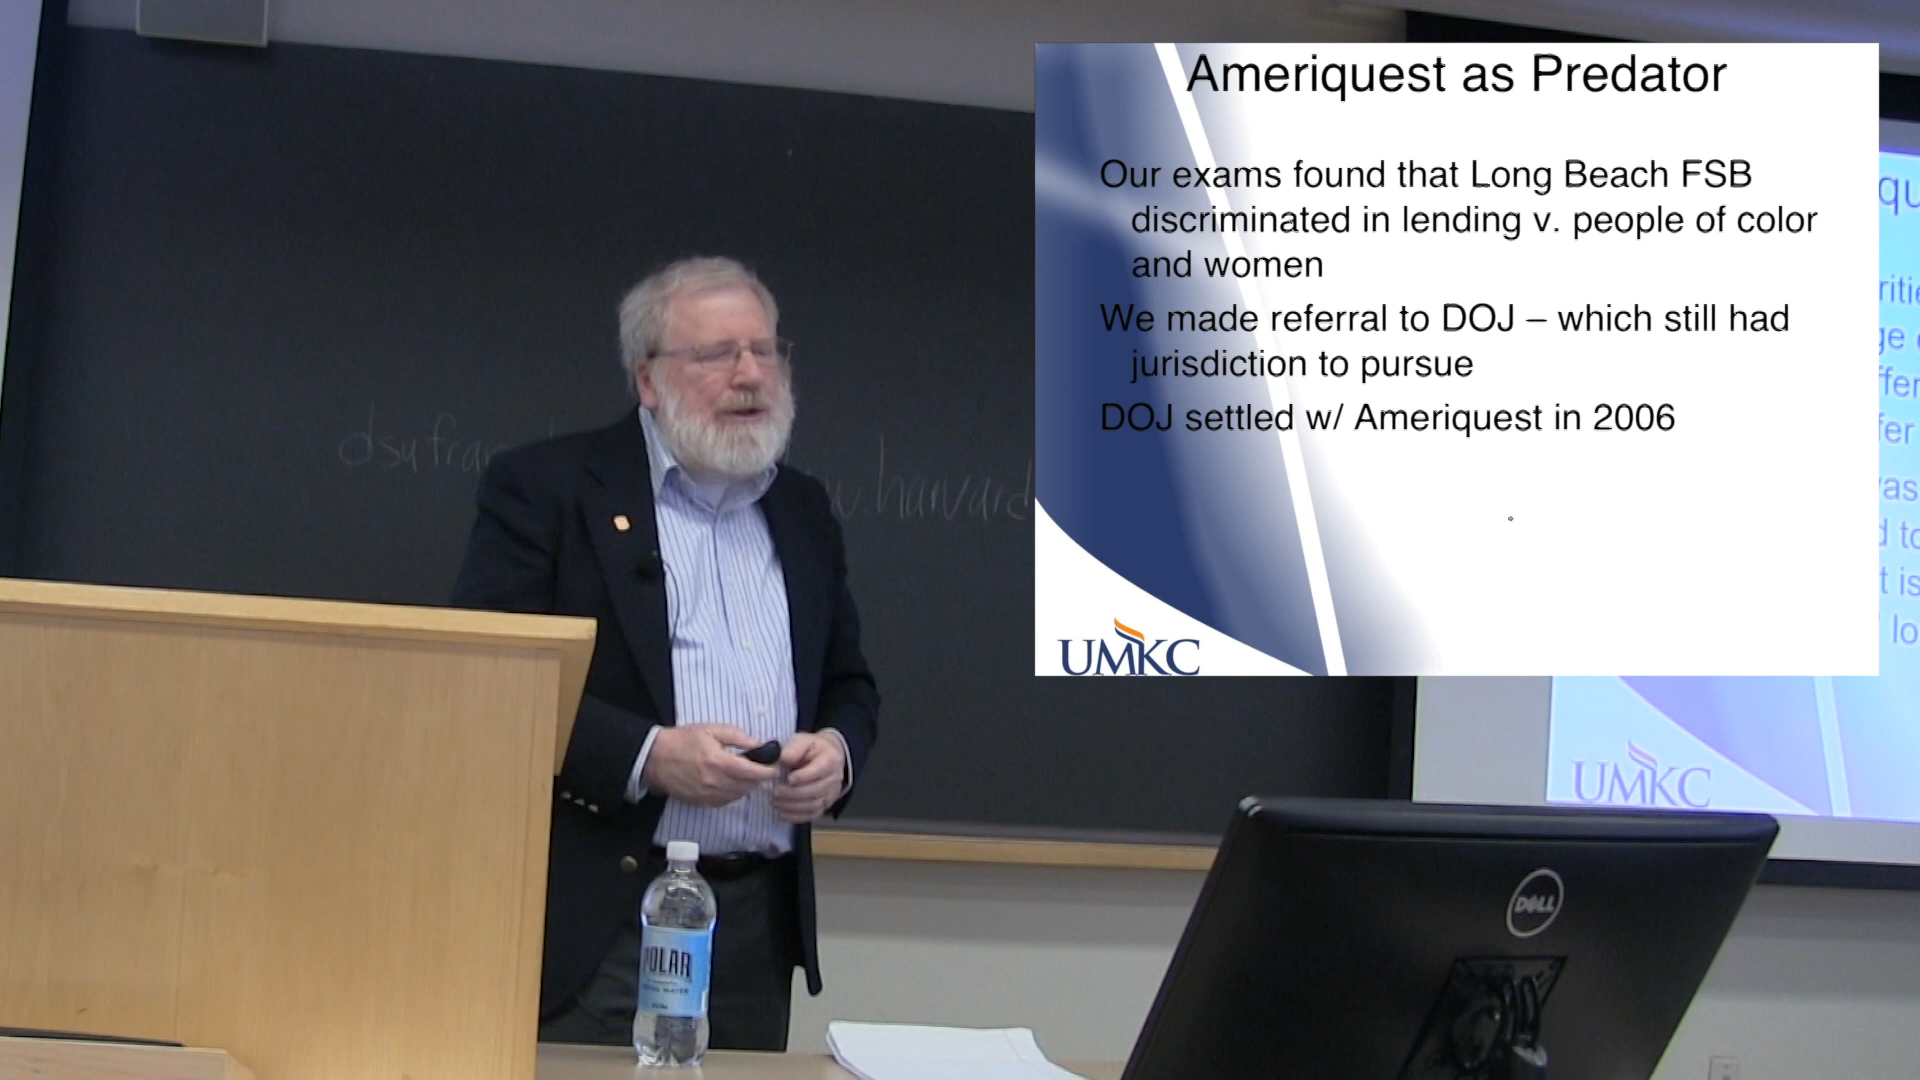 Ameriquest as Predator
Our exams found that Long Beach FSB
discriminated in lending v. people of color
and women
We made referral to DOJ – which still had
jurisdiction to pursue
DOJ settled w/ Ameriquest in 2006
UMKC
UMKC
harvard
DELL
POLAR